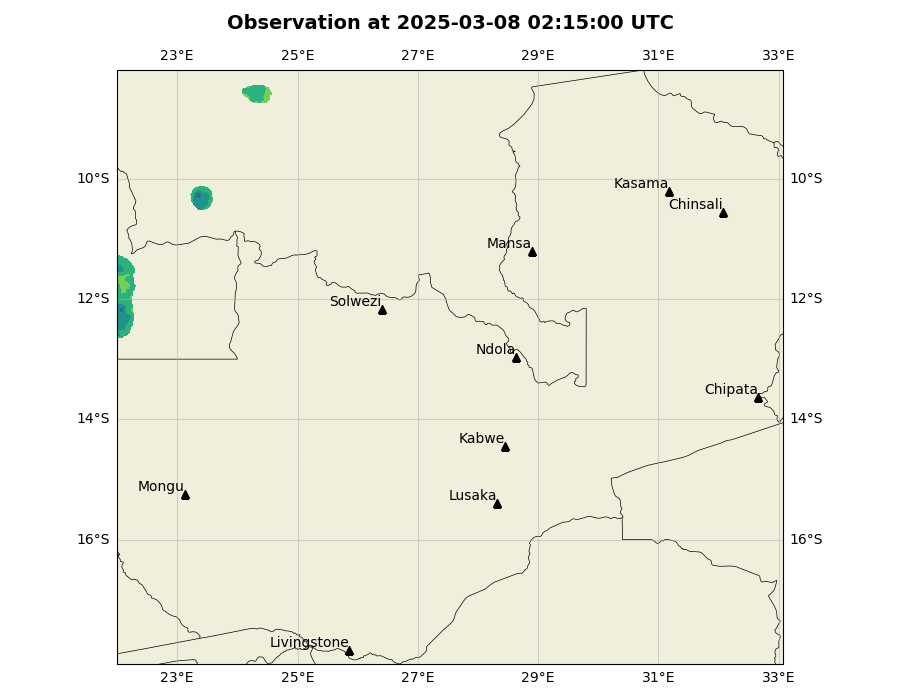 Observation at 2025-03-08 02:15:00 UTC
23°E 25°E 27°E 29°E 31°E 33°E
10°S 10°S
Kasama
Chinsali
Mansa
12°S 12°S
Solwezi
Ndola
Chipata
14°S 14°S
Kabwe
Mongu
Lusaka
16°S 16°S
Livingstone
23°E 25°E 27°E 29°E 31°E 33°E